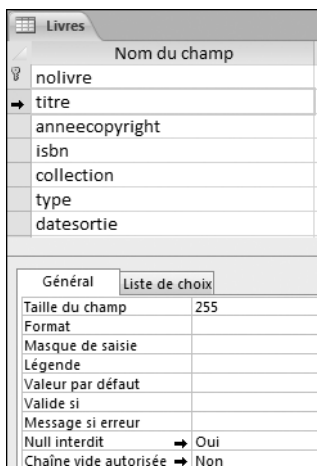 Livres
Nom du champ
nolivre
titre
anneecopyright
isbn
collection
type
datesortie
Général Liste de choix
Taille du champ 255
Format
Masque de saisie
Légende
Valeur par défaut
Valide si
Message si erreur
Null interdit → Oui
Chaîne vide autorisée → Non